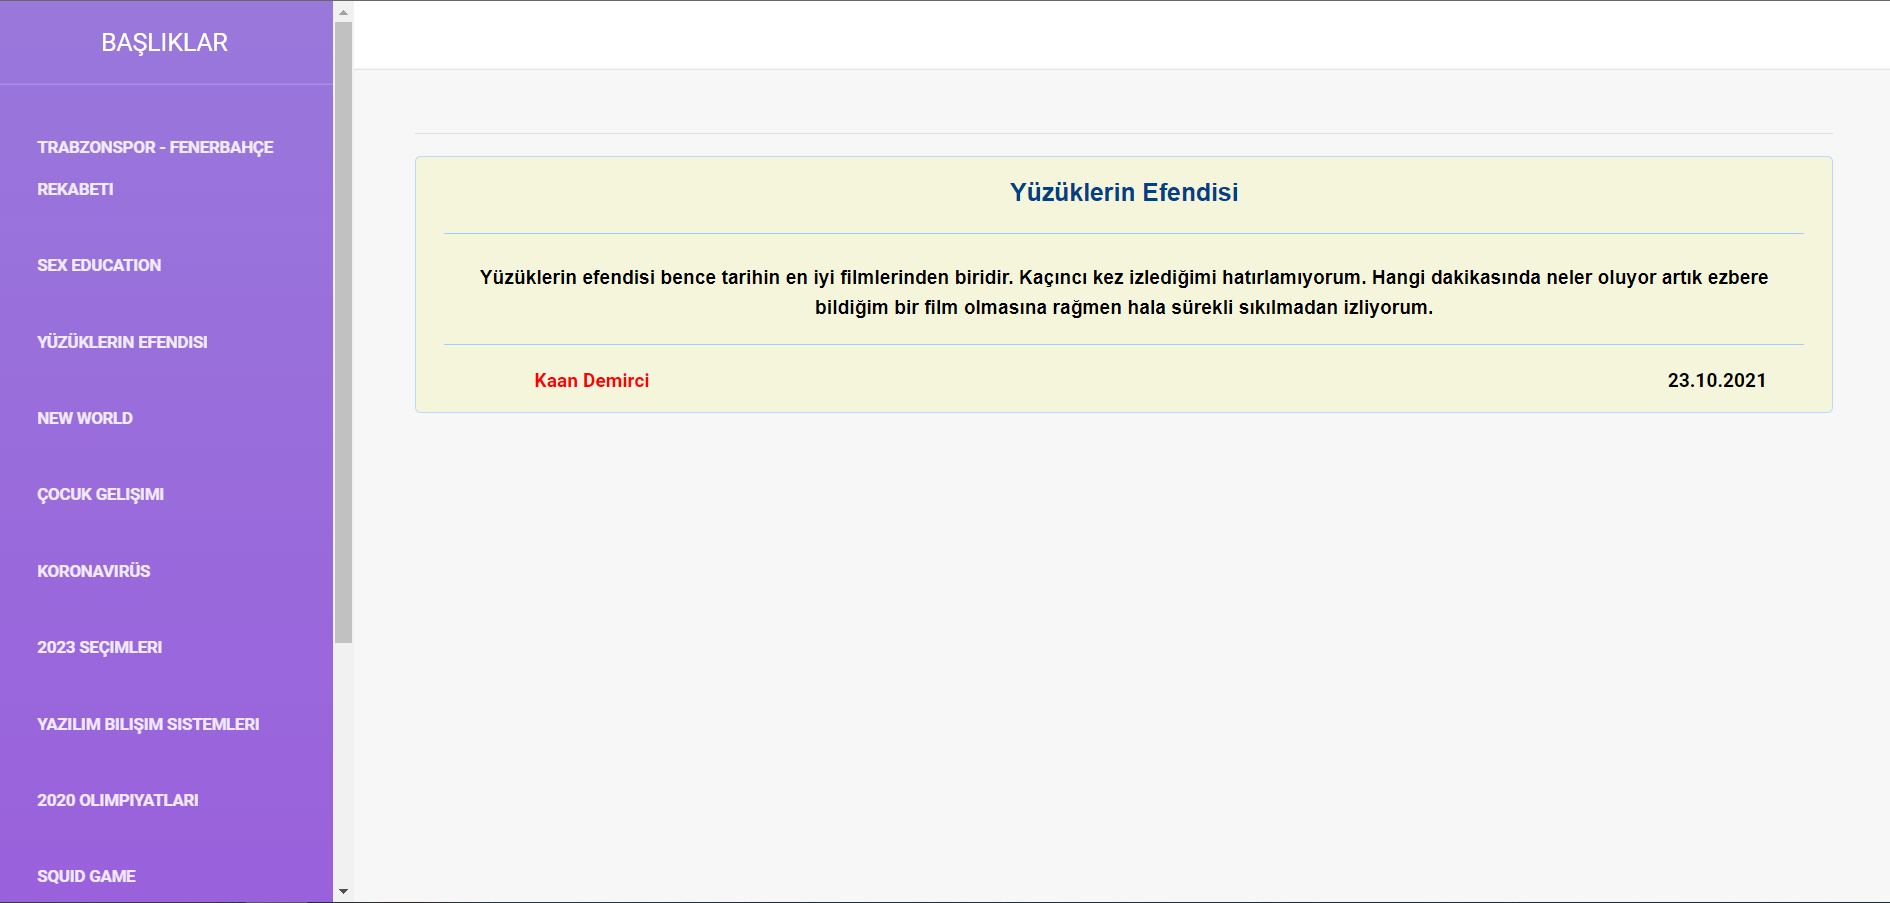 BAŞLIKLAR
TRABZONSPOR - FENERBAHÇE
REKABETI
SEX EDUCATION
YÜZÜKLERIN EFENDISI
NEW WORLD
ÇOCUK GELIŞIMI
KORONAVIRÜS
2023 SEÇIMLERI
YAZILIM BILIŞIM SISTEMLERI
2020 OLIMPIYATLARI
SQUID GAME
Yüzüklerin Efendisi
Yüzüklerin efendisi bence tarihin en iyi filmlerinden biridir. Kaçıncı kez izlediğimi hatırlamıyorum. Hangi dakikasında neler oluyor artık ezbere
bildiğim bir film olmasına rağmen hala sürekli sıkılmadan izliyorum.
Kaan Demirci
23.10.2021